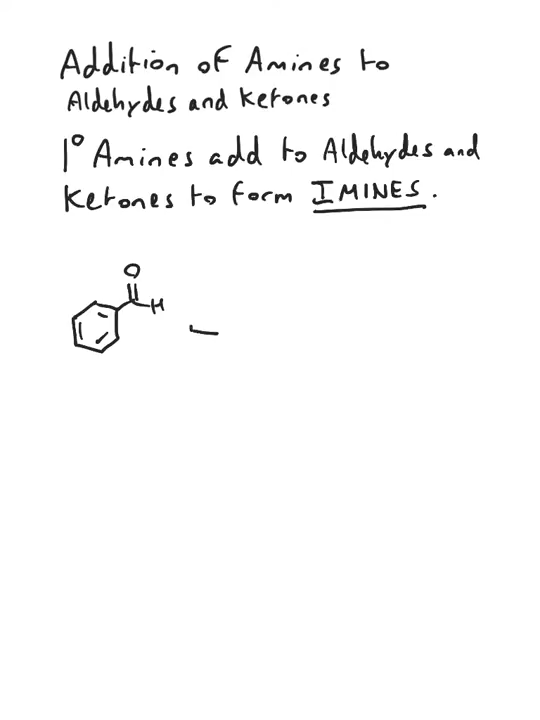 Addition of Amines to
Aldehydes and Ketones
1° Amines add to Aldehydes and
Ketones to form IMINES.
O
H